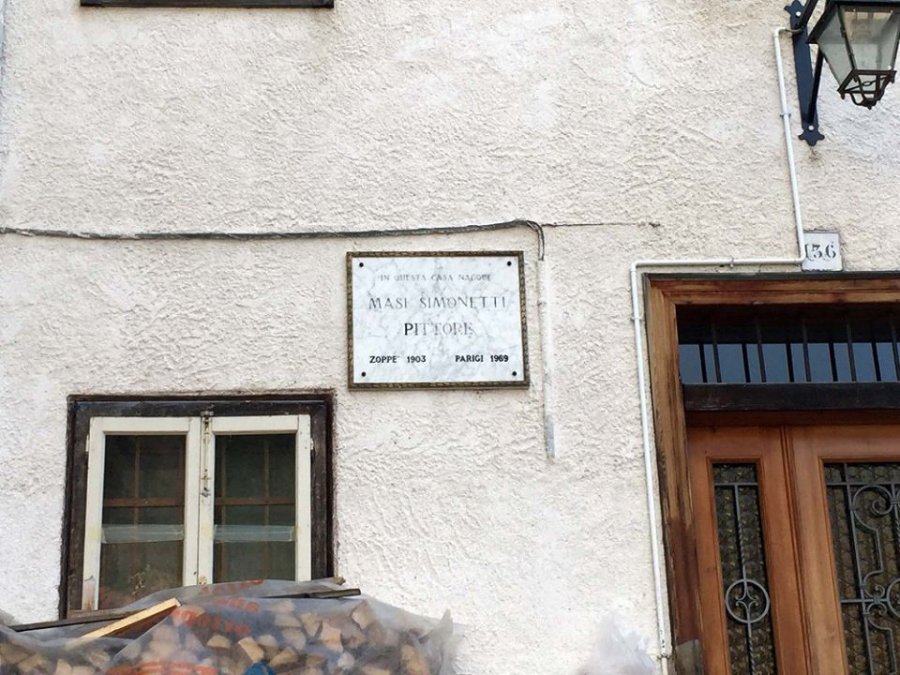 IN QUESTA CASA NACQUE
MASI SIMONETTI
PITTORE
ZOPPE' 1903 PARIGI 1969
136